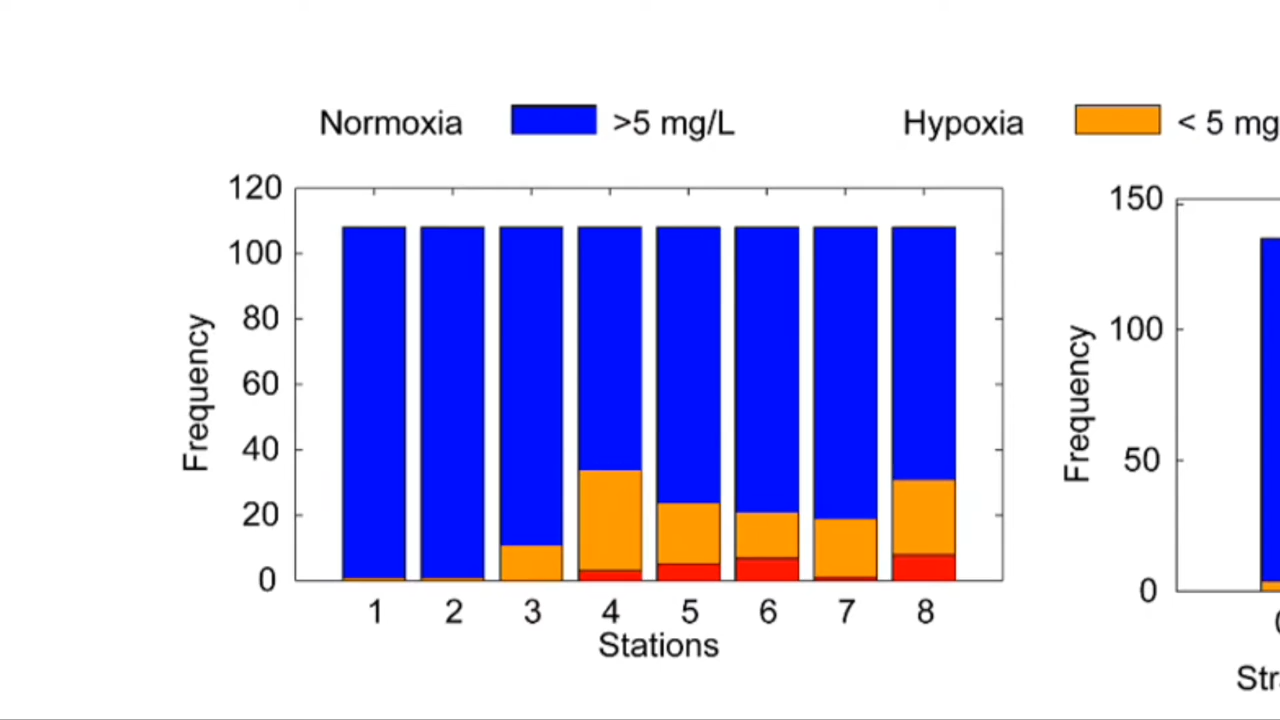 Normoxia >5 mg/L Hypoxia < 5 mg
120
100
80
60
40
20
0
Frequency
1 2 3 4 5 6 7 8
Stations
150
100
50
0
Frequency